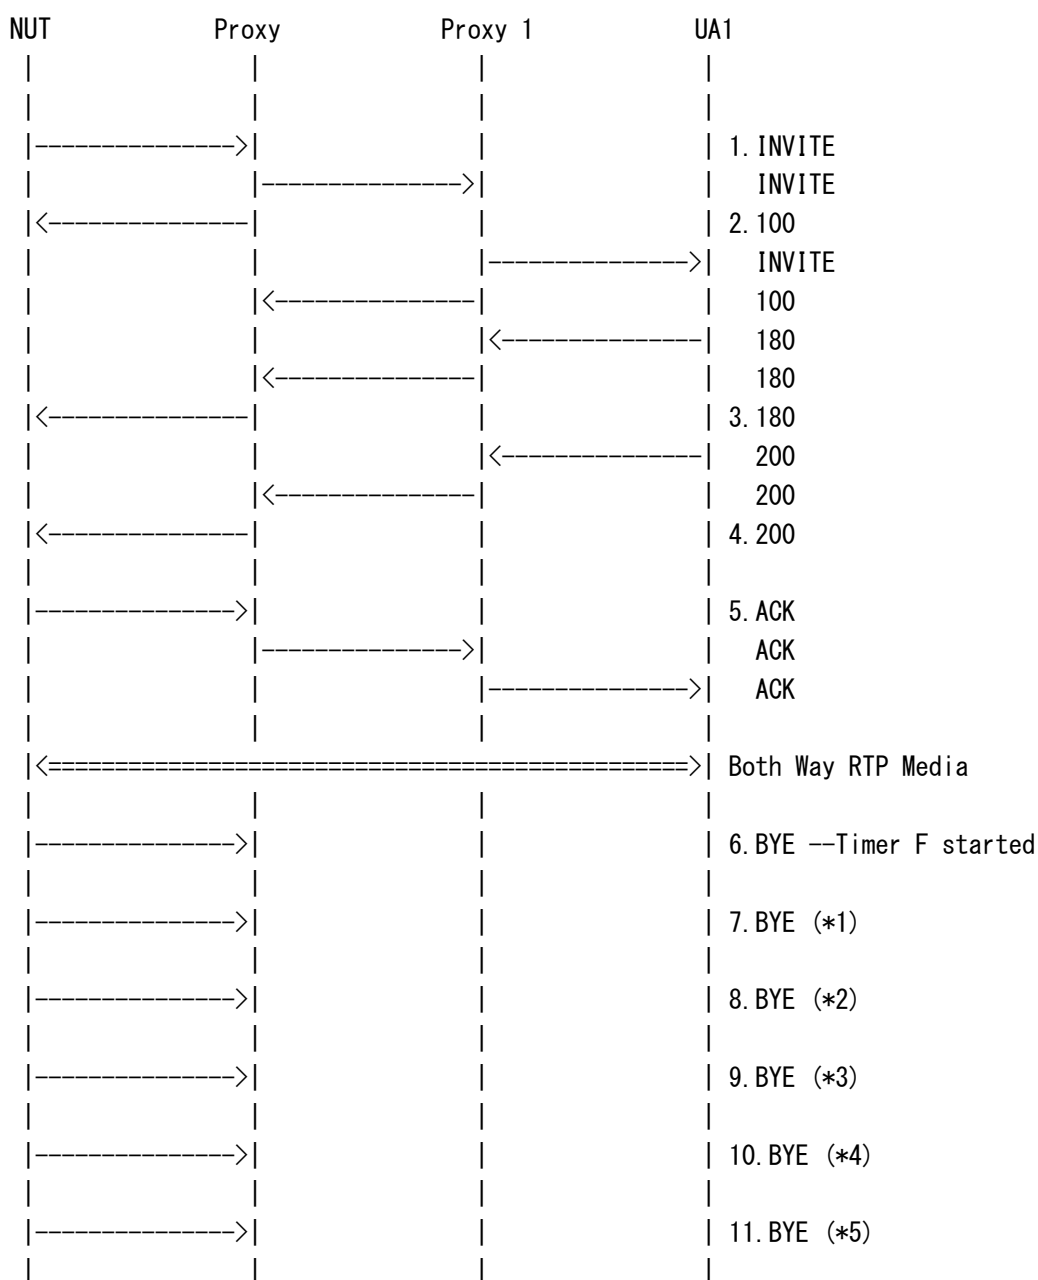 NUT Proxy Proxy 1 UA1
| | | |
| | | |
|--------------->| | | 1. INVITE
| |--------------->| | INVITE
|<---------------| | | 2. 100
| | |--------------->| INVITE
| |<---------------| | 100
| | |<---------------| 180
| |<---------------| | 180
|<---------------| | | 3. 180
| | |<---------------| 200
| |<---------------| | 200
|<---------------| | | 4. 200
| | | |
|--------------->| | | 5. ACK
| |--------------->| | ACK
| | |--------------->| ACK
| | | |
|<================================================>| Both Way RTP Media
| | | |
|--------------->| | | 6. BYE --Timer F started
| | | |
|--------------->| | | 7. BYE (*1)
| | | |
|--------------->| | | 8. BYE (*2)
| | | |
|--------------->| | | 9. BYE (*3)
| | | |
|--------------->| | | 10. BYE (*4)
| | | |
|--------------->| | | 11. BYE (*5)
| | | |